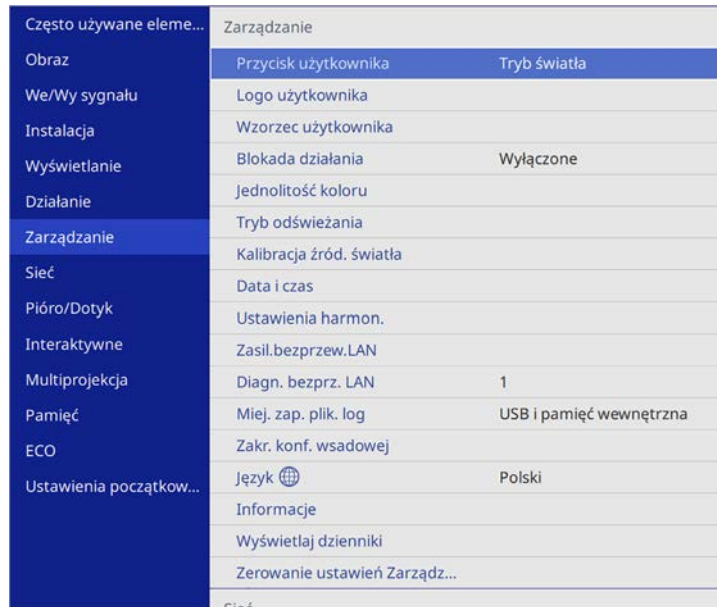 Często używane eleme...
Obraz
We/Wy sygnału
Instalacja
Wyświetlanie
Działanie
Zarządzanie
Sieć
Pióro/Dotyk
Interaktywne
Multiprojekcja
Pamięć
ECO
Ustawienia początkow...
Zarządzanie
Przycisk użytkownika Tryb światła
Logo użytkownika
Wzorzec użytkownika
Blokada działania Wyłączone
Jednolitość koloru
Tryb odświeżania
Kalibracja źród. światła
Data i czas
Ustawienia harmon.
Zasil.bezprzew.LAN
Diagn. bezprz. LAN 1
Miej. zap. plik. log USB i pamięć wewnętrzna
Zakr. konf. wsadowej
Język Polski
Informacje
Wyświetlaj dzienniki
Zerowanie ustawień Zarządz...
Sieć